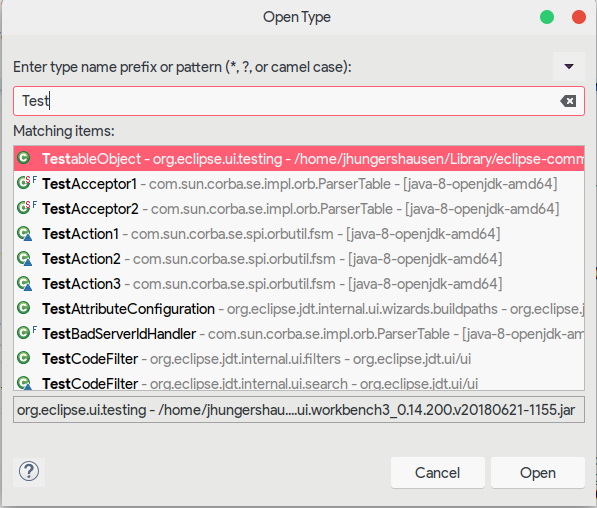 Open Type
Enter type name prefix or pattern (*, ?, or camel case):
Test
Matching items:
TestableObject - org.eclipse.ui.testing - /home/jhungershausen/Library/eclipse-comm
TestAcceptor1 - com.sun.corba.se.impl.orb.ParserTable - [java-8-openjdk-amd64]
TestAcceptor2 - com.sun.corba.se.impl.orb.ParserTable - [java-8-openjdk-amd64]
TestAction1 - com.sun.corba.se.spi.orbutil.fsm - [java-8-openjdk-amd64]
TestAction2 - com.sun.corba.se.spi.orbutil.fsm - [java-8-openjdk-amd64]
TestAction3 - com.sun.corba.se.spi.orbutil.fsm - [java-8-openjdk-amd64]
TestAttributeConfiguration - org.eclipse.jdt.internal.ui.wizards.buildpaths - org.eclipse.j
TestBadServerIdHandler - com.sun.corba.se.impl.orb.ParserTable - [java-8-openjdk-am
TestCodeFilter - org.eclipse.jdt.internal.ui.filters - org.eclipse.jdt.ui/ui
TestCodeFilter - org.eclipse.jdt.internal.ui.search - org.eclipse.jdt.ui/ui
org.eclipse.ui.testing - /home/jhungershau....ui.workbench3_0.14.200.v20180621-1155.jar
? Cancel Open